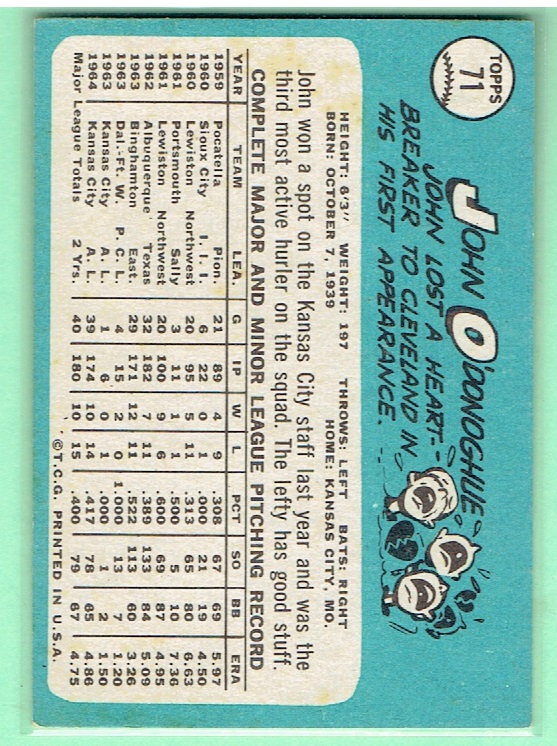 TOPPS
71
JOHN O'DONOGHUE
JOHN LOST A HEART-
BREAKER TO CLEVELAND IN
HIS FIRST APPEARANCE.
HEIGHT: 6'3" WEIGHT: 197 THROWS: LEFT BATS: RIGHT
BORN: OCTOBER 7, 1939 HOME: KANSAS CITY, MO.
John won a spot on the Kansas City staff last year and was the
third most active hurler on the squad. The lefty has good stuff.
COMPLETE MAJOR AND MINOR LEAGUE PITCHING RECORD
YEAR TEAM LEA. G IP W L PCT SO BB ERA
1959 Pocatella Pion. 21 89 4 9 .308 67 69 5.97
1960 Sioux City I. I. I. 6 22 0 1 .000 21 19 4.50
1960 Lewiston Northwest 20 95 5 11 .313 65 80 6.63
1961 Portsmouth Sally 3 11 1 1 .500 5 10 7.36
1961 Lewiston Northwest 20 100 9 6 .600 69 87 4.95
1962 Albuquerque Texas 32 182 7 11 .389 133 84 5.09
1963 Binghamton East. 29 171 12 11 .522 113 60 3.26
1963 Dal.-Ft. W. P. C. L. 4 15 2 0 1.000 13 7 1.20
1963 Kansas City A. L. 1 6 0 1 .000 1 2 1.50
1964 Kansas City A. L. 39 174 10 14 .417 78 65 4.86
Major League Totals 2 Yrs. 40 180 10 15 .400 79 67 4.75
©T.C.G. PRINTED IN U.S.A.